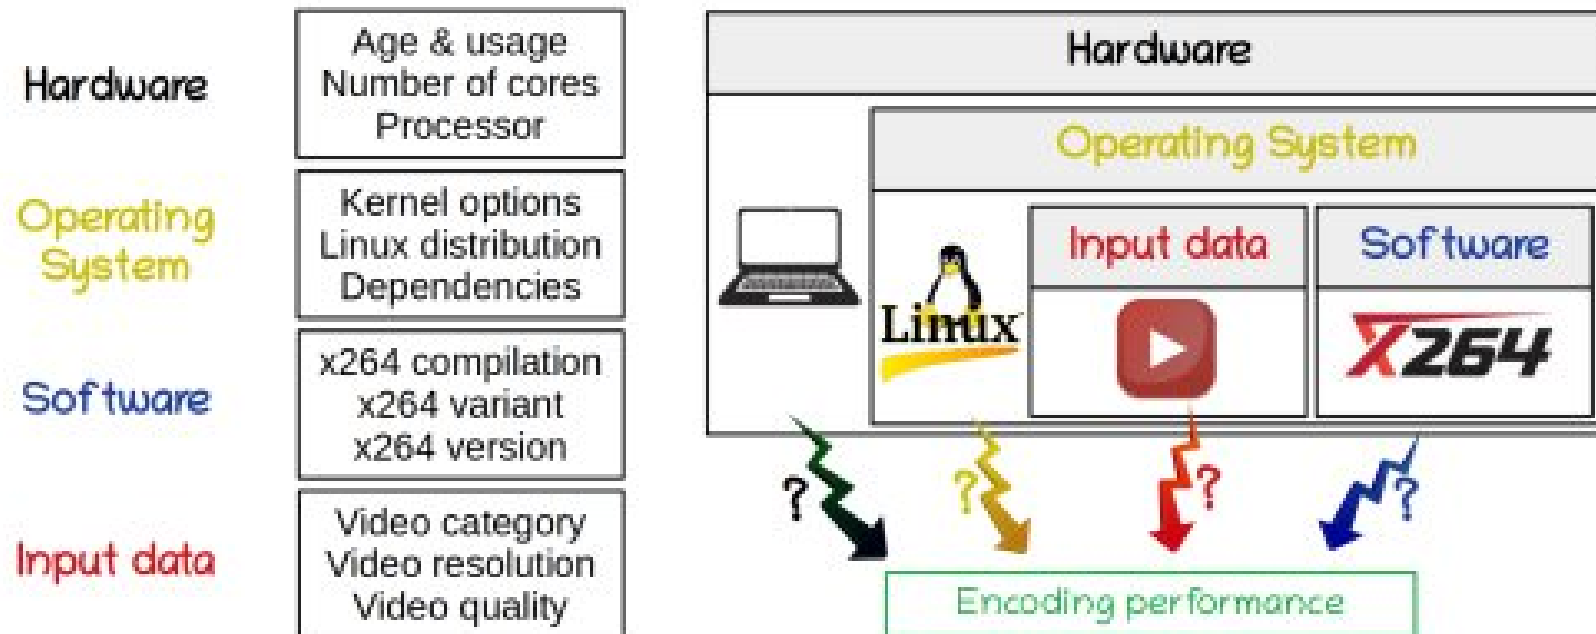 Hardware
Age & usage
Number of cores
Processor
Operating
System
Kernel options
Linux distribution
Dependencies
Software
x264 compilation
x264 variant
x264 version
Input data
Video category
Video resolution
Video quality
Hardware
Operating System
Input data
Software
Linux
X264
?
?
?
?
Encoding performance